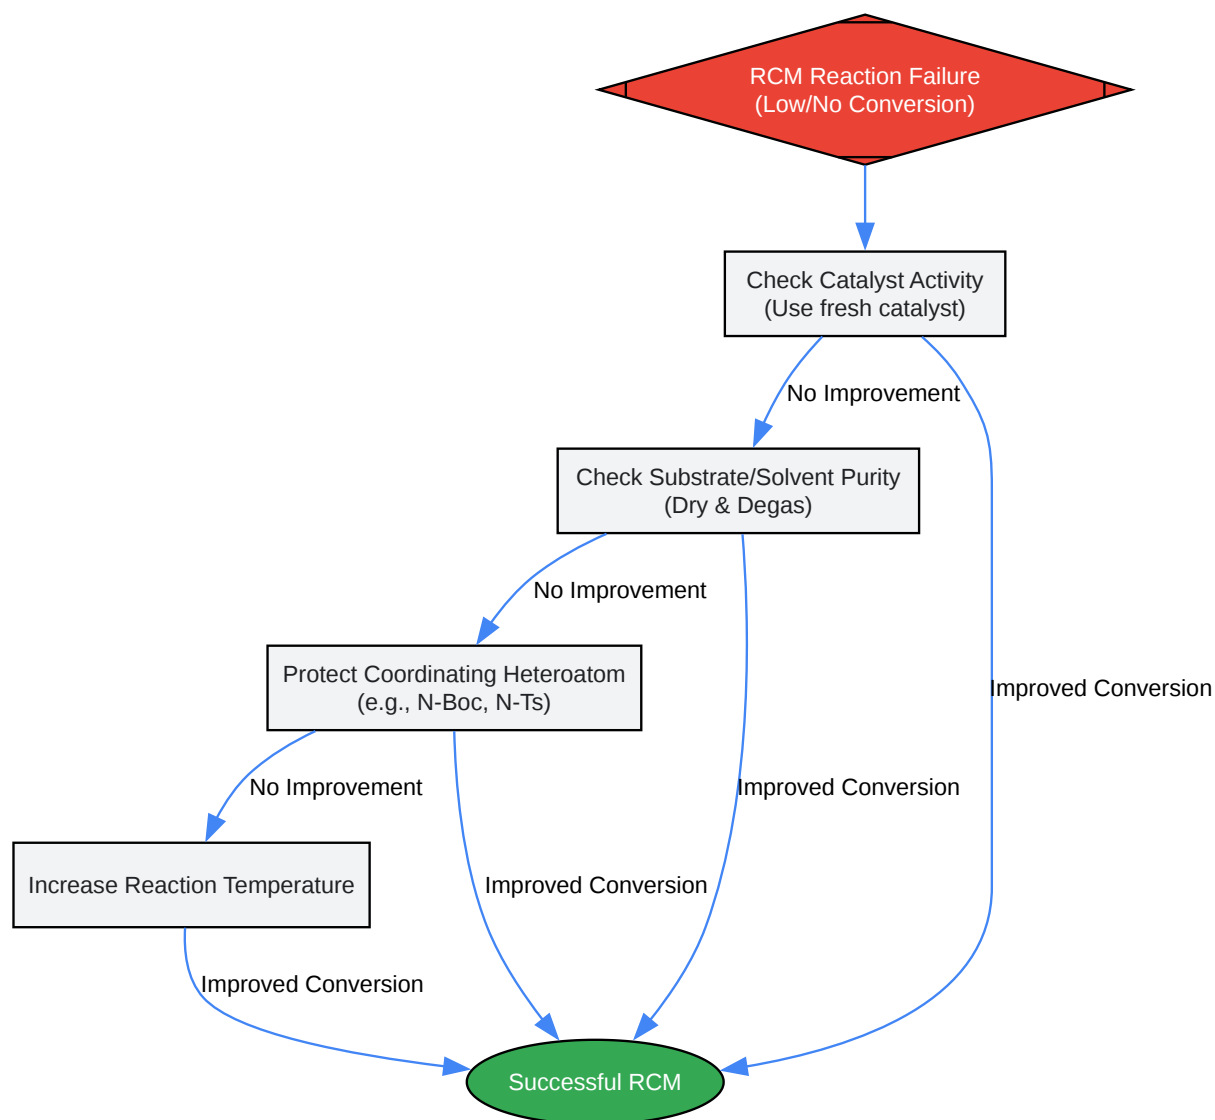 RCM Reaction Failure
(Low/No Conversion)
Check Catalyst Activity
(Use fresh catalyst)
No Improvement
Check Substrate/Solvent Purity
(Dry & Degas)
No Improvement
Protect Coordinating Heteroatom
(e.g., N-Boc, N-Ts)
Improved Conversion
No Improvement
Improved Conversion
Increase Reaction Temperature
Improved Conversion
Improved Conversion
Successful RCM